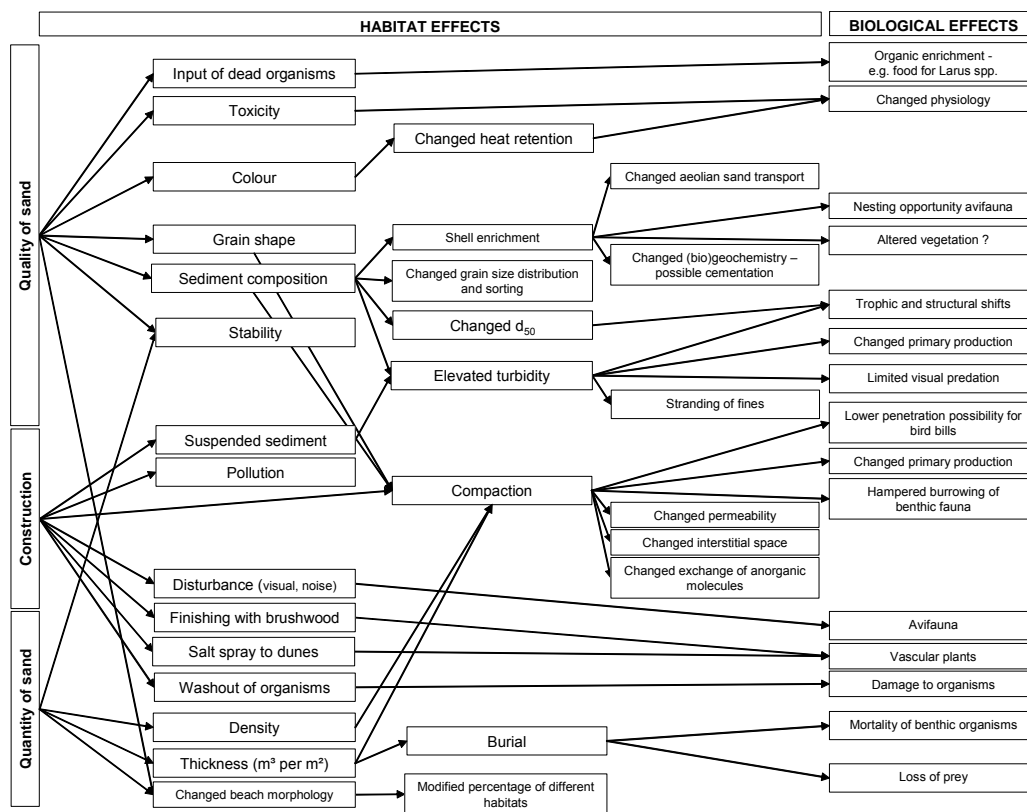 HABITAT EFFECTS
BIOLOGICAL EFFECTS
Quality of sand
Construction
Quantity of sand
Input of dead organisms
Toxicity
Colour
Grain shape
Sediment composition
Stability
Suspended sediment
Pollution
Disturbance (visual, noise)
Finishing with brushwood
Salt spray to dunes
Washout of organisms
Density
Thickness (m³ per m²)
Changed beach morphology
Changed heat retention
Shell enrichment
Changed grain size distribution
and sorting
Changed d50
Elevated turbidity
Compaction
Burial
Modified percentage of different
habitats
Changed aeolian sand transport
Changed (bio)geochemistry –
possible cementation
Stranding of fines
Changed permeability
Changed interstitial space
Changed exchange of anorganic
molecules
Organic enrichment -
e.g. food for Larus spp.
Changed physiology
Nesting opportunity avifauna
Altered vegetation ?
Trophic and structural shifts
Changed primary production
Limited visual predation
Lower penetration possibility for
bird bills
Changed primary production
Hampered burrowing of
benthic fauna
Avifauna
Vascular plants
Damage to organisms
Mortality of benthic organisms
Loss of prey